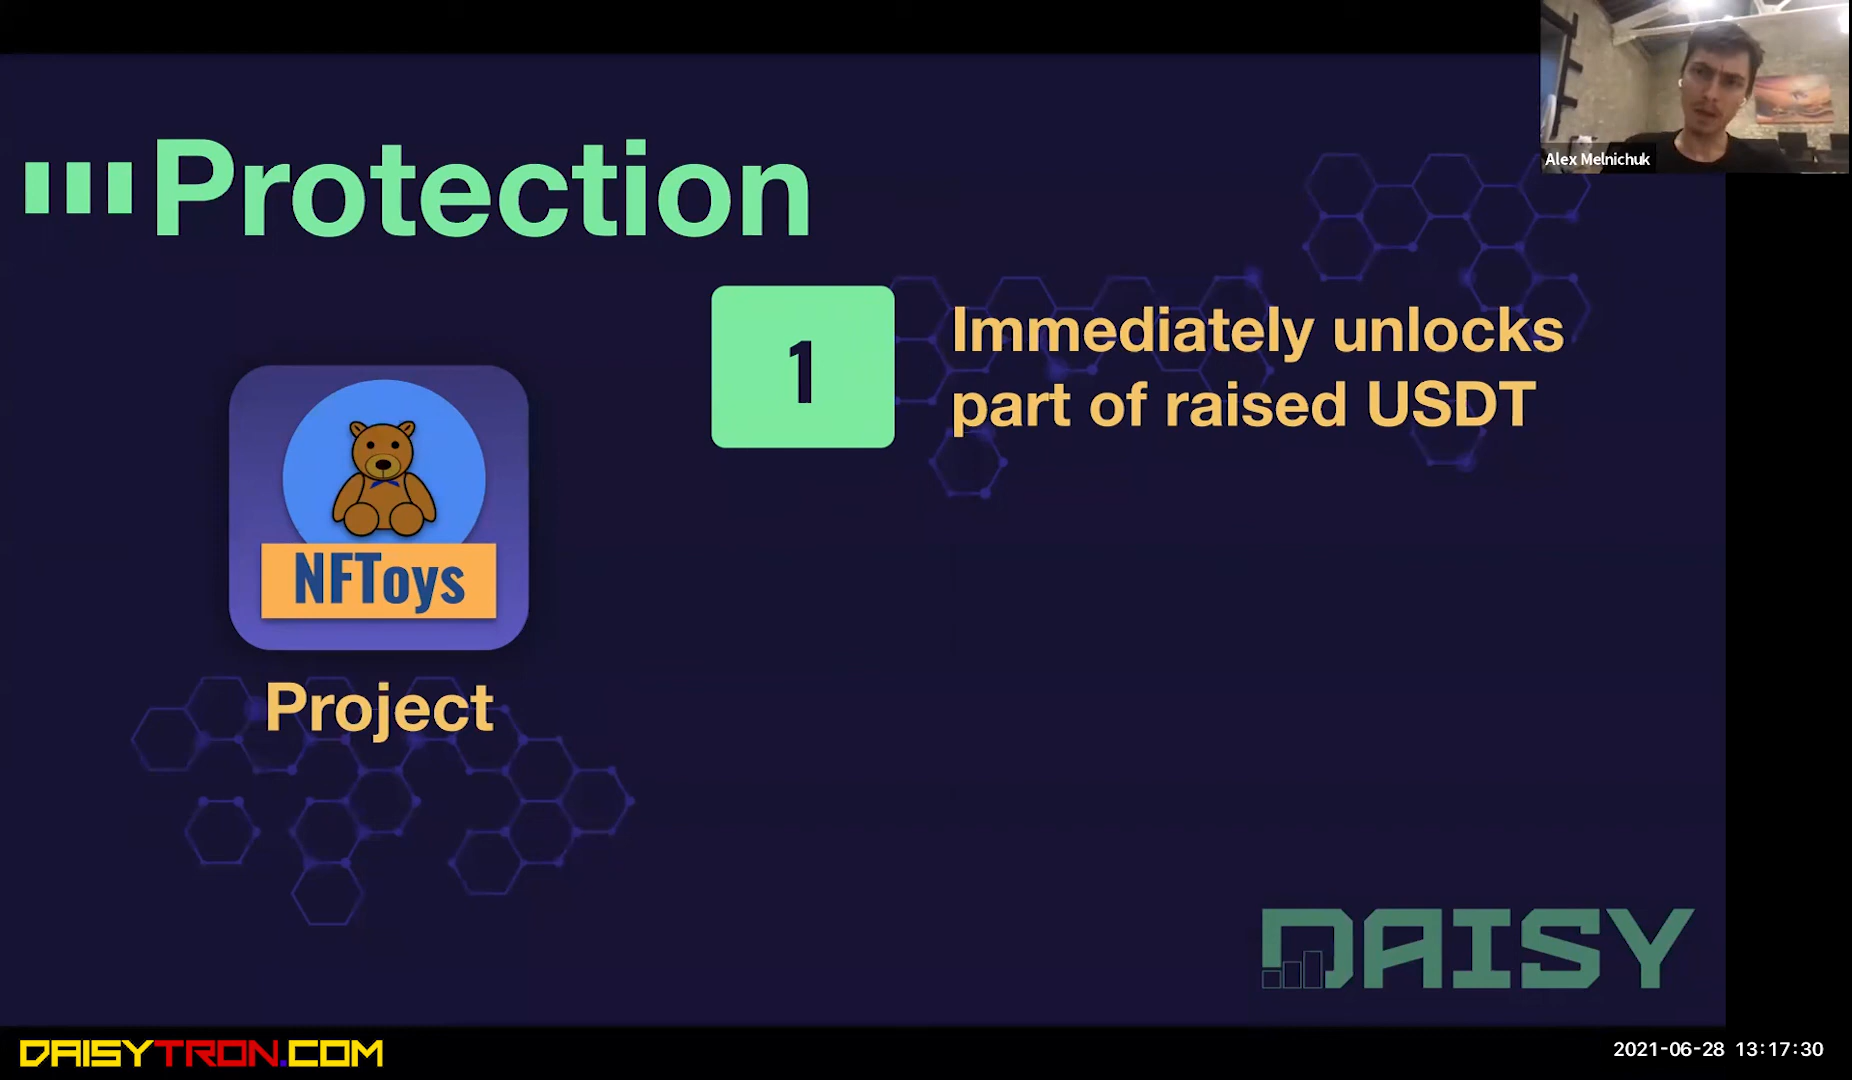 Alex Melnichuk
Protection
1
Immediately unlocks
part of raised USDT
NFToys
Project
DAISY
DAISYTRON.COM
2021-06-28 13:17:30